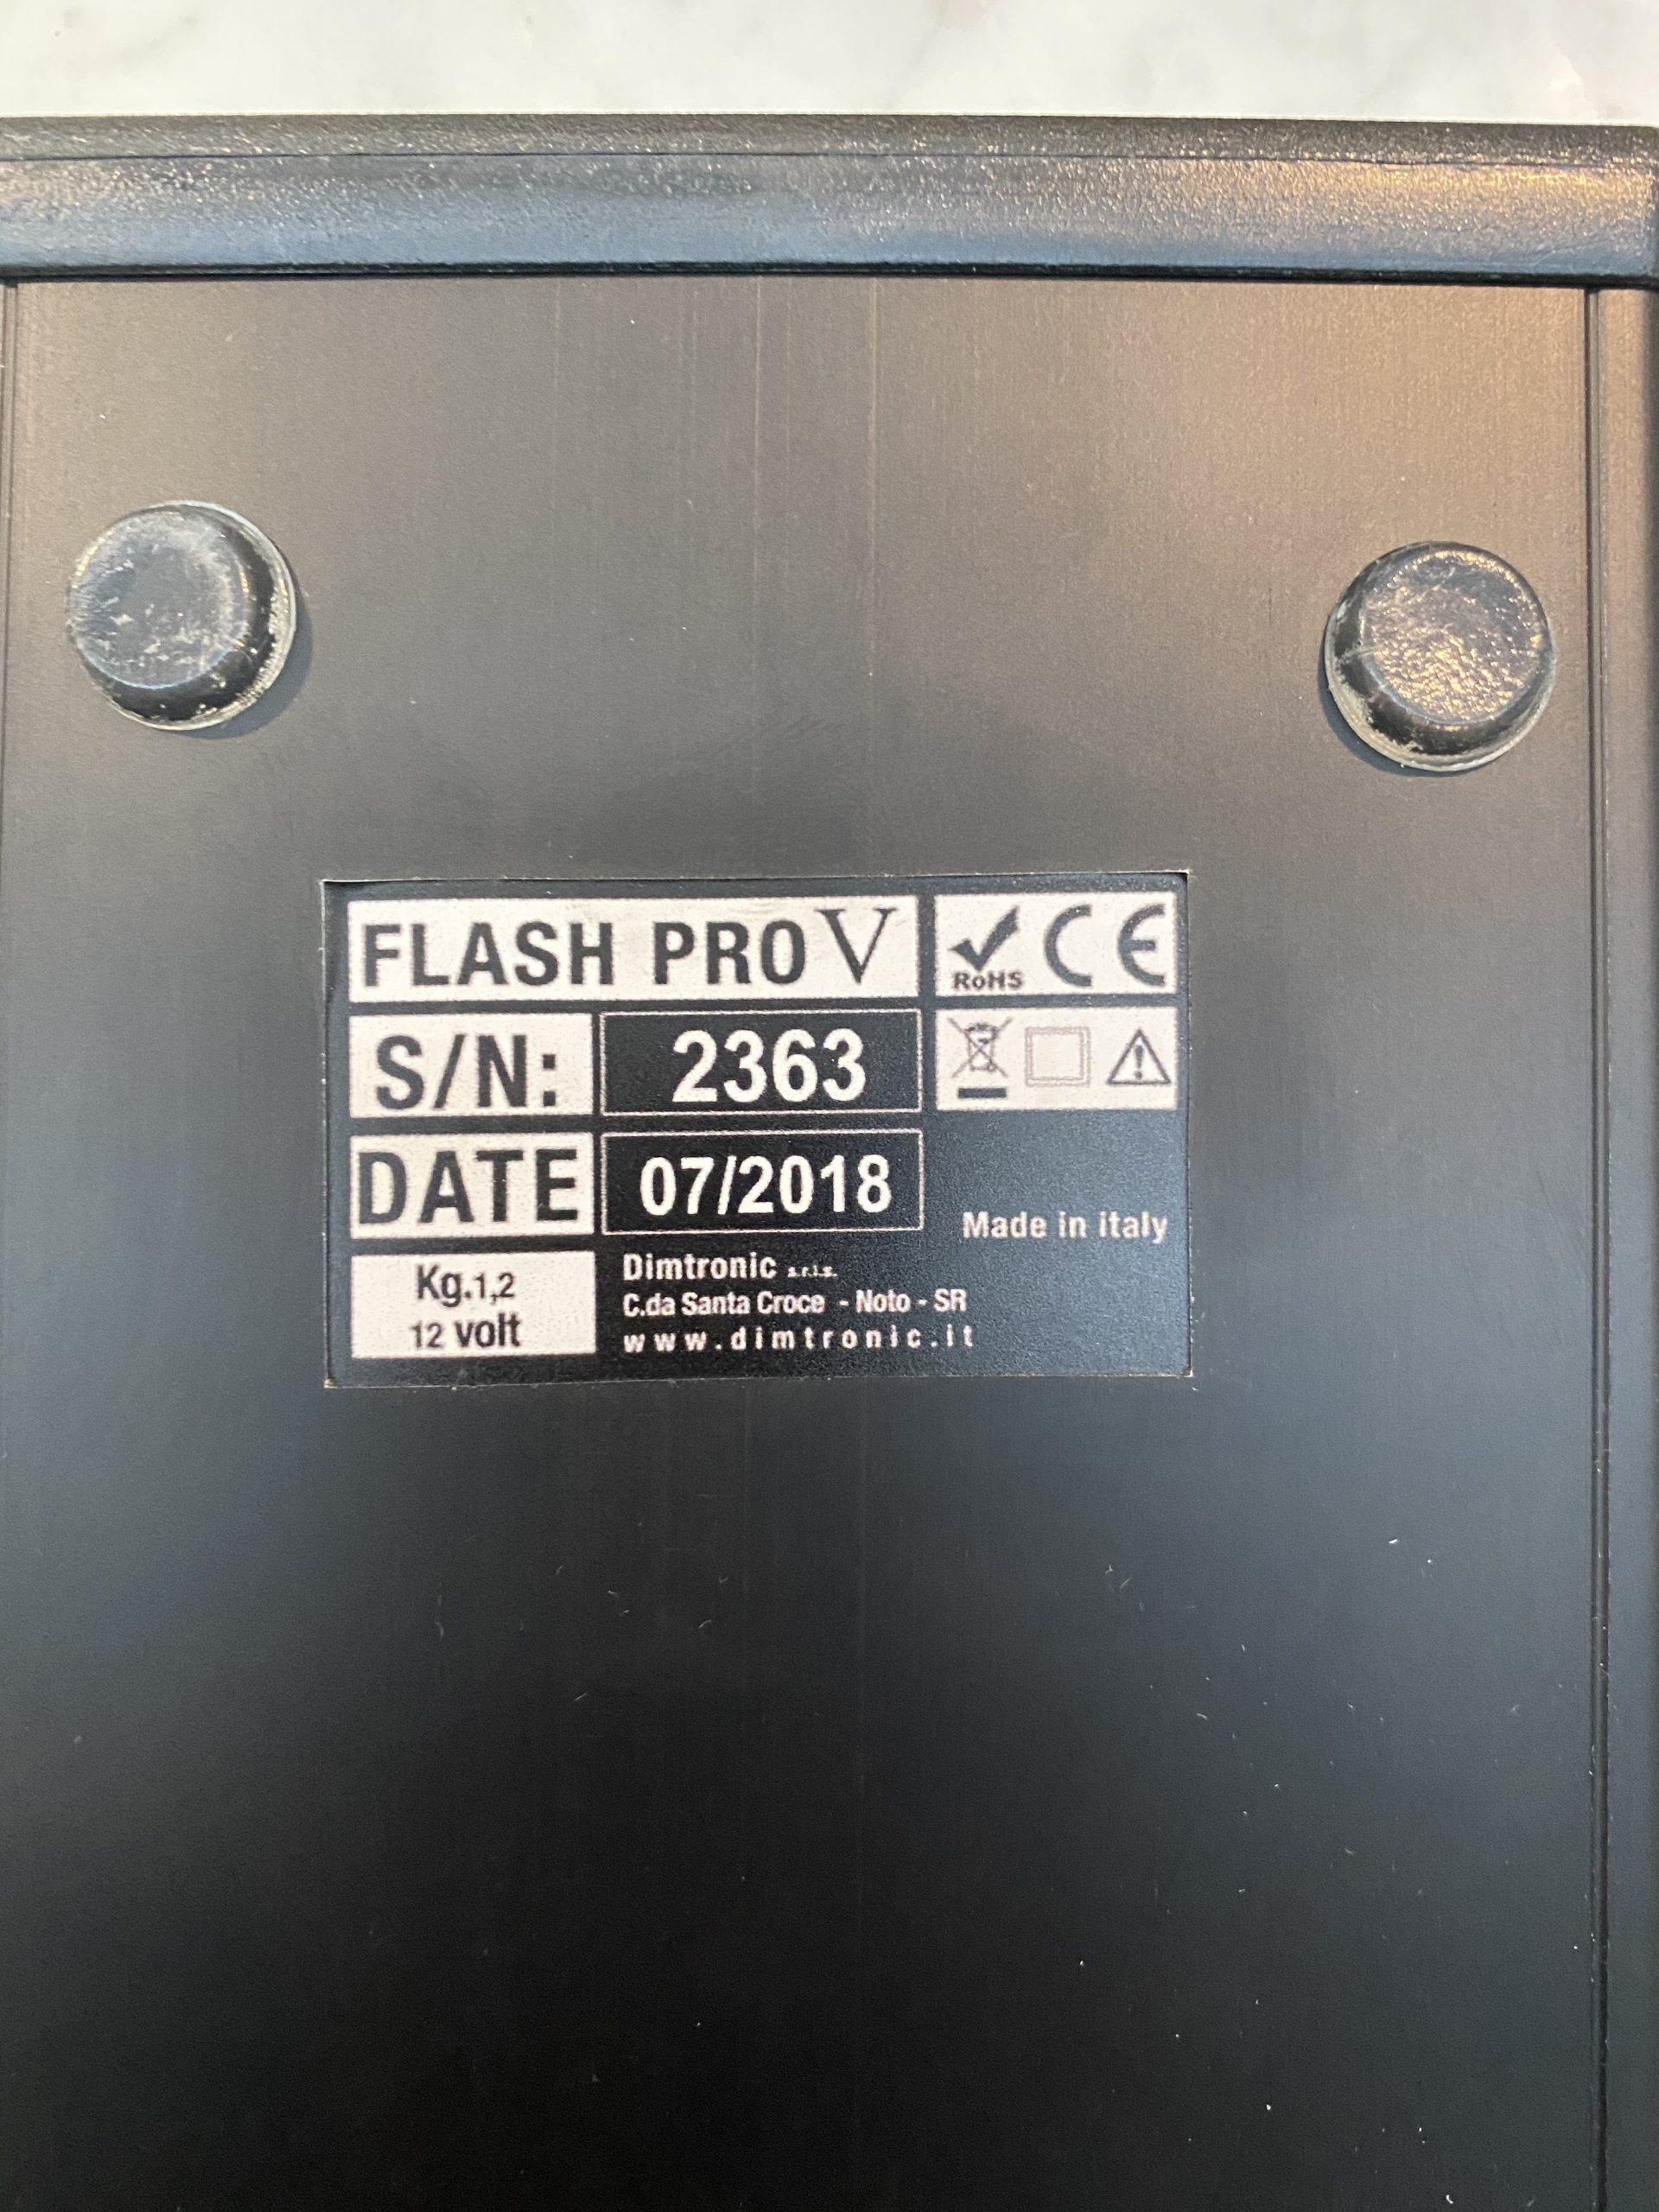 FLASH PRO V
RoHS CE
S/N: 2363
DATE 07/2018
Made in italy
Kg.1,2
12 volt
Dimtronic s.r.l.s.
C.da Santa Croce - Noto - SR
www.dimtronic.it